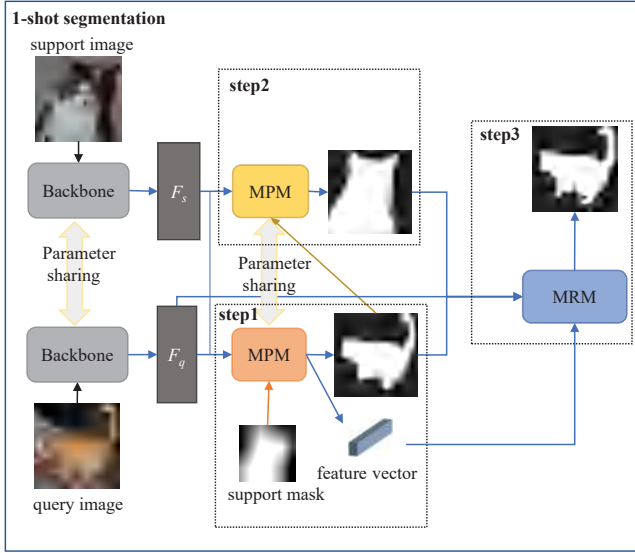 1-shot segmentation
support image
step2
step3
Backbone
F_s
MPM
Parameter
sharing
Parameter
sharing
MRM
step1
Backbone
F_q
MPM
feature vector
support mask
query image